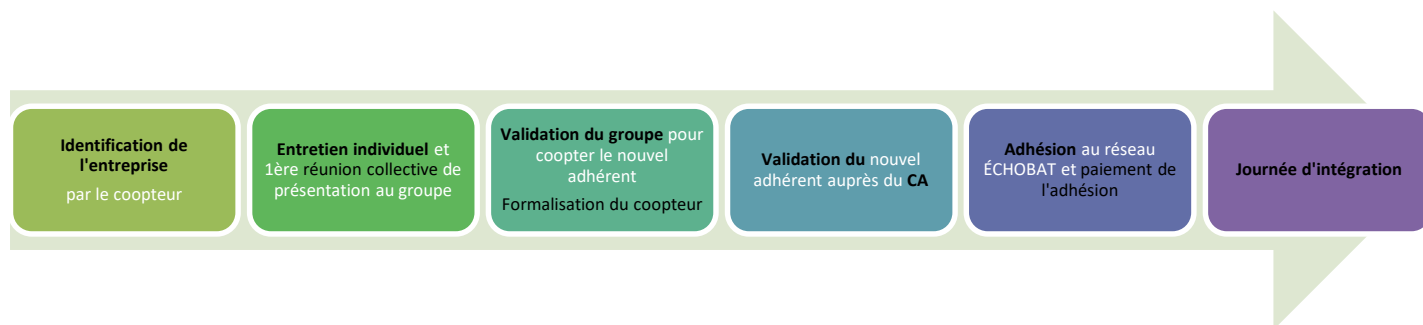 Identification de
l'entreprise
par le coopteur
Entretien individuel et
1ère réunion collective de
présentation au groupe
Validation du groupe pour
coopter le nouvel
adhérent
Formalisation du coopteur
Validation du nouvel
adhérent auprès du CA
Adhésion au réseau
ÉCHOBAT et paiement de
l'adhésion
Journée d'intégration